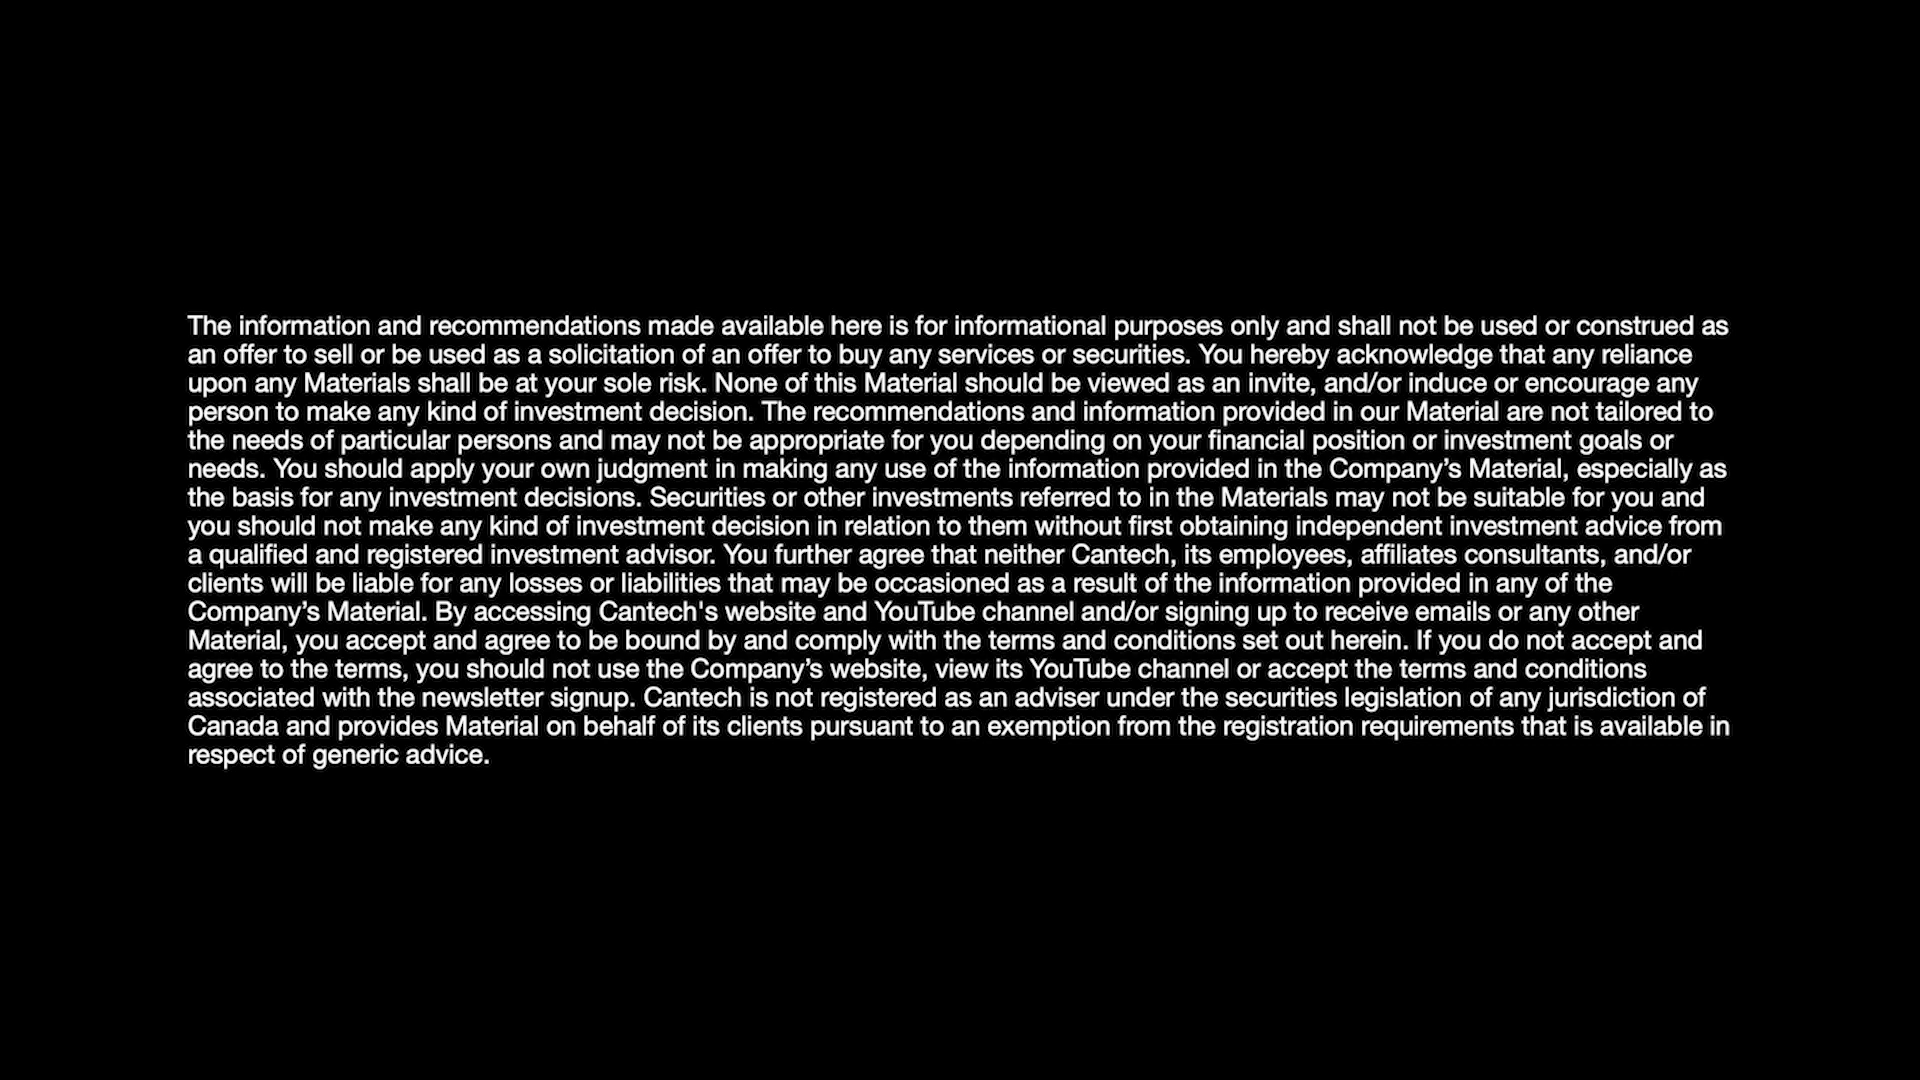 The information and recommendations made available here is for informational purposes only and shall not be used or construed as
an offer to sell or be used as a solicitation of an offer to buy any services or securities. You hereby acknowledge that any reliance
upon any Materials shall be at your sole risk. None of this Material should be viewed as an invite, and/or induce or encourage any
person to make any kind of investment decision. The recommendations and information provided in our Material are not tailored to
the needs of particular persons and may not be appropriate for you depending on your financial position or investment goals or
needs. You should apply your own judgment in making any use of the information provided in the Company’s Material, especially as
the basis for any investment decisions. Securities or other investments referred to in the Materials may not be suitable for you and
you should not make any kind of investment decision in relation to them without first obtaining independent investment advice from
a qualified and registered investment advisor. You further agree that neither Cantech, its employees, affiliates consultants, and/or
clients will be liable for any losses or liabilities that may be occasioned as a result of the information provided in any of the
Company’s Material. By accessing Cantech's website and YouTube channel and/or signing up to receive emails or any other
Material, you accept and agree to be bound by and comply with the terms and conditions set out herein. If you do not accept and
agree to the terms, you should not use the Company’s website, view its YouTube channel or accept the terms and conditions
associated with the newsletter signup. Cantech is not registered as an adviser under the securities legislation of any jurisdiction of
Canada and provides Material on behalf of its clients pursuant to an exemption from the registration requirements that is available in
respect of generic advice.